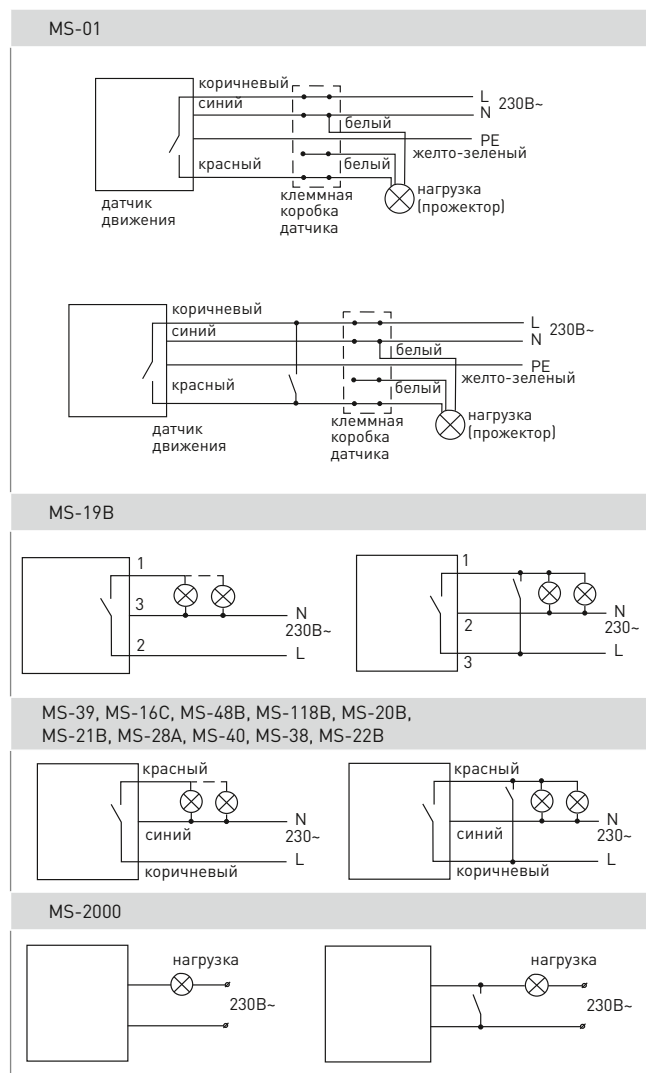 MS-01
коричневый
синий
L
230В~
N
белый
PE
желто-зеленый
красный
белый
нагрузка
(прожектор)
датчик
движения
клеммная
коробка
датчика
коричневый
синий
L
230В~
N
белый
PE
желто-зеленый
красный
белый
нагрузка
(прожектор)
датчик
движения
клеммная
коробка
датчика
MS-19B
1
3
N
230В~
2
L
1
N
2
230~
L
3
MS-39, MS-16C, MS-48B, MS-118B, MS-20B,
MS-21B, MS-28A, MS-40, MS-38, MS-22B
красный
N
синий
230~
L
коричневый
красный
N
синий
230~
L
коричневый
MS-2000
нагрузка
230В~
нагрузка
230В~